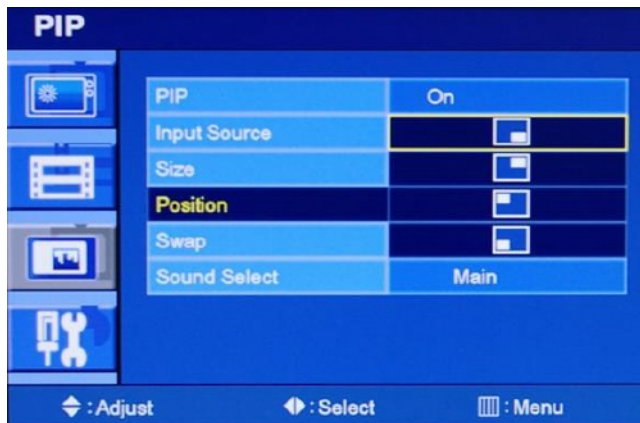 PIP
PIP On
Input Source
Size
Position
Swap
Sound Select Main
: Adjust : Select : Menu